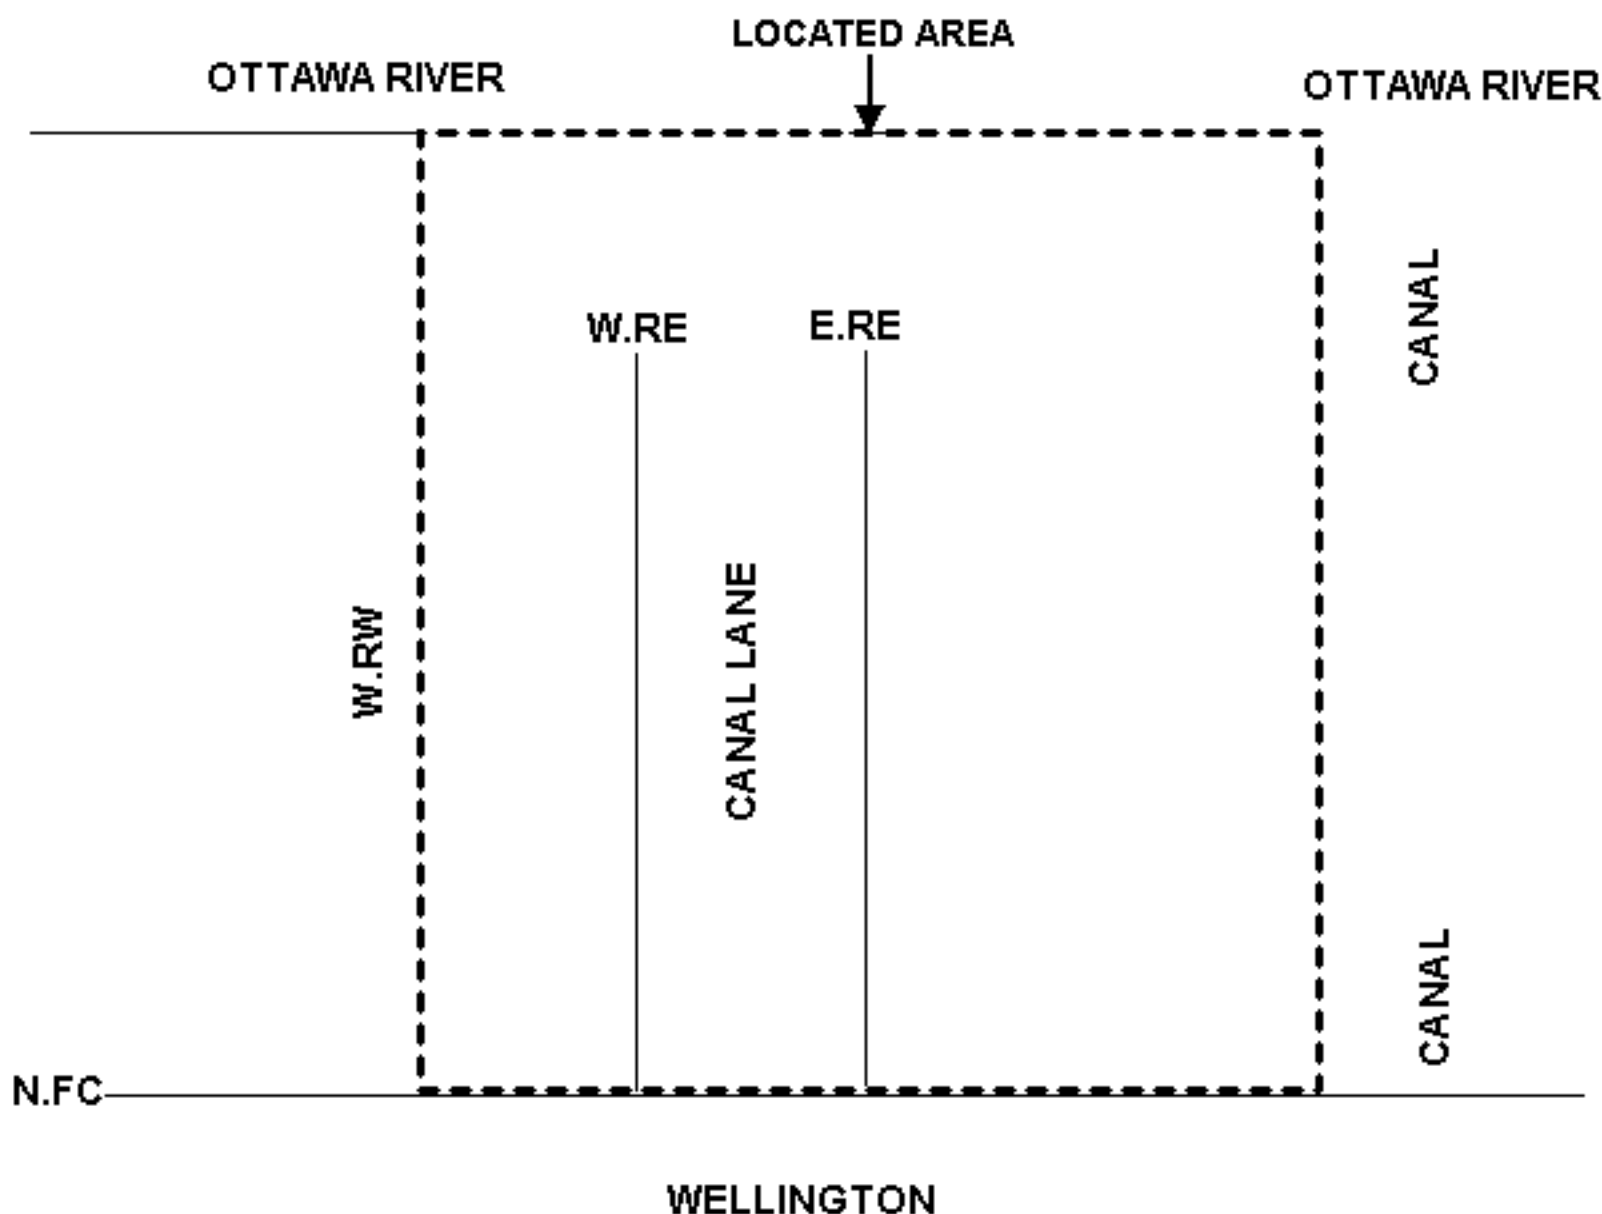 LOCATED AREA
OTTAWA RIVER
OTTAWA RIVER
CANAL
W.RE
E.RE
CANAL LANE
W.RW
CANAL
N.FC
WELLINGTON